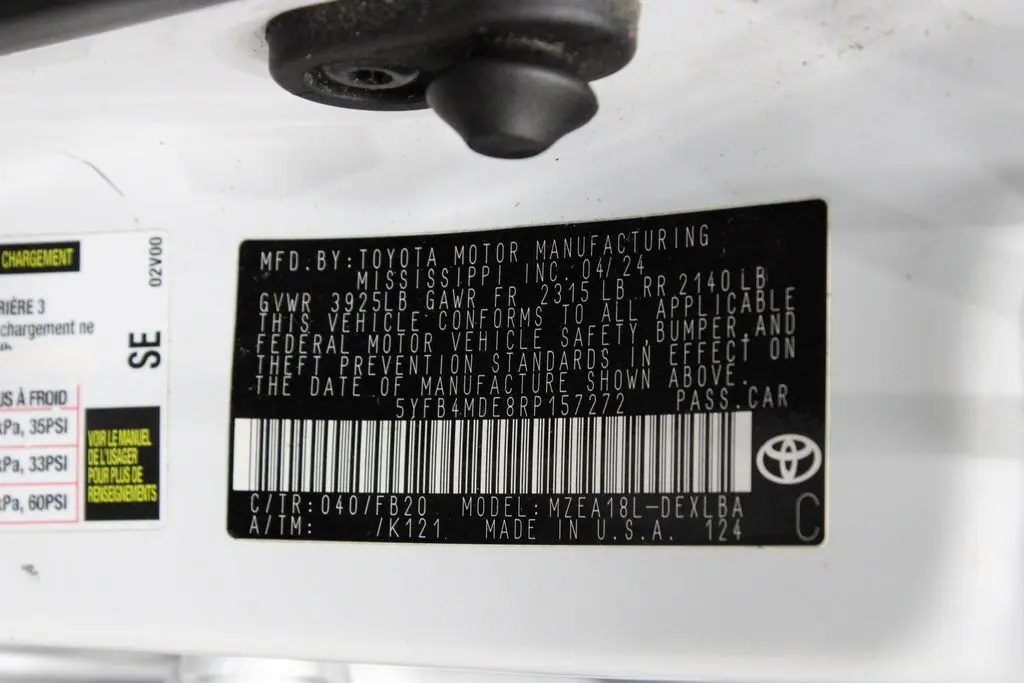 CHARGEMENT
RIÈRE 3
chargement ne
US À FROID
kPa, 35PSI
kPa, 33PSI
kPa, 60PSI
02V00
SE
VOIR LE MANUEL
DE L'USAGER
POUR PLUS DE
RENSEIGNEMENTS
MFD.BY:TOYOTA MOTOR MANUFACTURING
MISSISSIPPI INC. 04/24
GVWR 3925LB GAWR FR 2315 LB RR 2140 LB
THIS VEHICLE CONFORMS TO ALL APPLICABLE
FEDERAL MOTOR VEHICLE SAFETY,BUMPER,AND
THEFT PREVENTION STANDARDS IN EFFECT ON
THE DATE OF MANUFACTURE SHOWN ABOVE.
5YFB4MDE8RP157272 PASS.CAR
C/TR:040/FB20 MODEL:MZEA18L-DEXLBA
A/TM: /K121 MADE IN U.S.A. 124
C